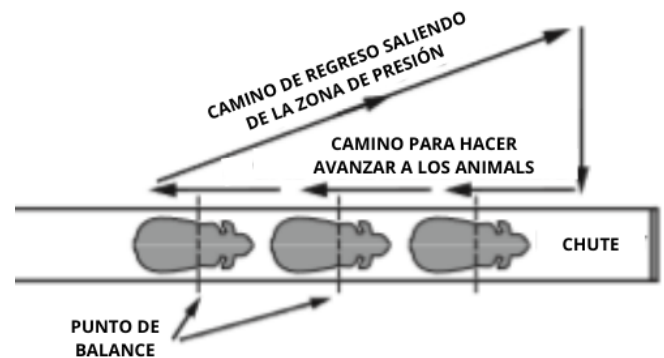 CAMINO DE REGRESO SALIENDO
DE LA ZONA DE PRESIÓN
CAMINO PARA HACER
AVANZAR A LOS ANIMALS
CHUTE
PUNTO DE
BALANCE